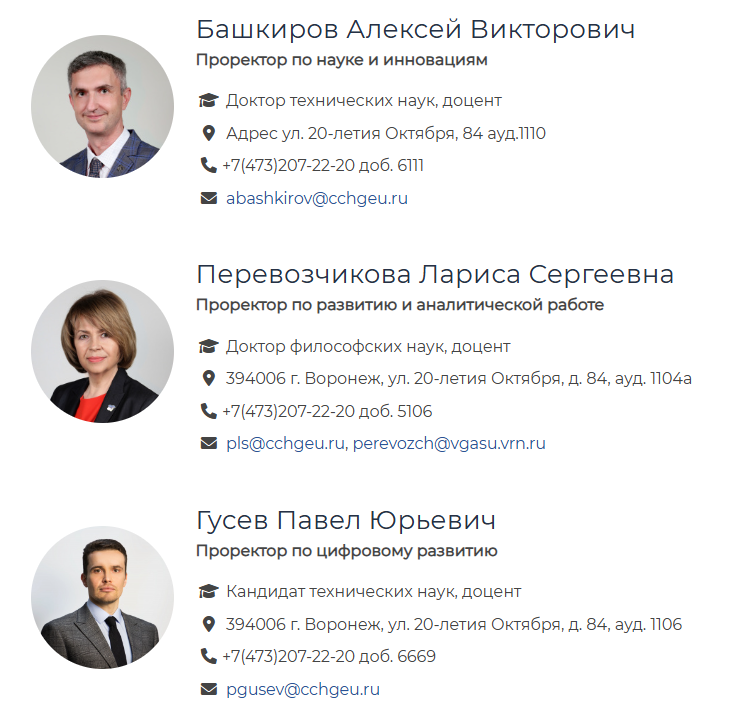 Башкиров Алексей Викторович
Проректор по науке и инновациям
Доктор технических наук, доцент
Адрес ул. 20-летия Октября, 84 ауд.1110
+7(473)207-22-20 доб. 6111
abashkirov@cchgeu.ru
Перевозчикова Лариса Сергеевна
Проректор по развитию и аналитической работе
Доктор философских наук, доцент
394006 г. Воронеж, ул. 20-летия Октября, д. 84, ауд. 1104а
+7(473)207-22-20 доб. 5106
pls@cchgeu.ru, perevozch@vgasu.vrn.ru
Гусев Павел Юрьевич
Проректор по цифровому развитию
Кандидат технических наук, доцент
394006 г. Воронеж, ул. 20-летия Октября, д. 84, ауд. 1106
+7(473)207-22-20 доб. 6669
pgusev@cchgeu.ru